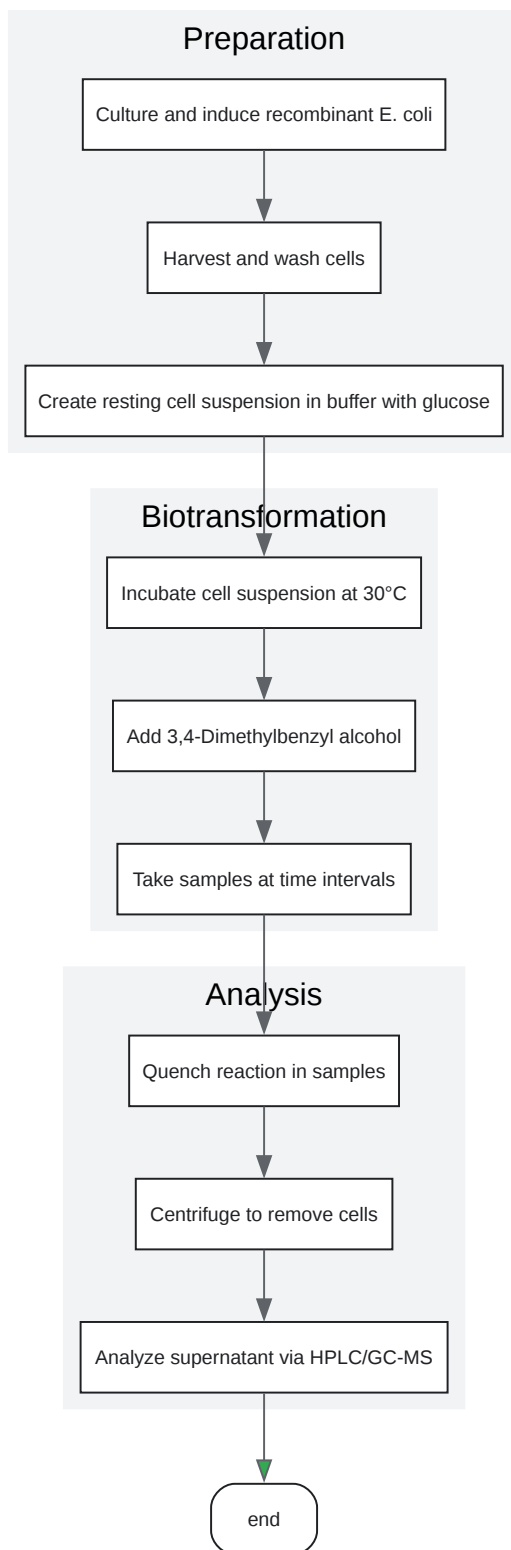 Preparation
Culture and induce recombinant E. coli
Harvest and wash cells
Create resting cell suspension in buffer with glucose
Biotransformation
Incubate cell suspension at 30°C
Add 3,4-Dimethylbenzyl alcohol
Take samples at time intervals
Analysis
Quench reaction in samples
Centrifuge to remove cells
Analyze supernatant via HPLC/GC-MS
end